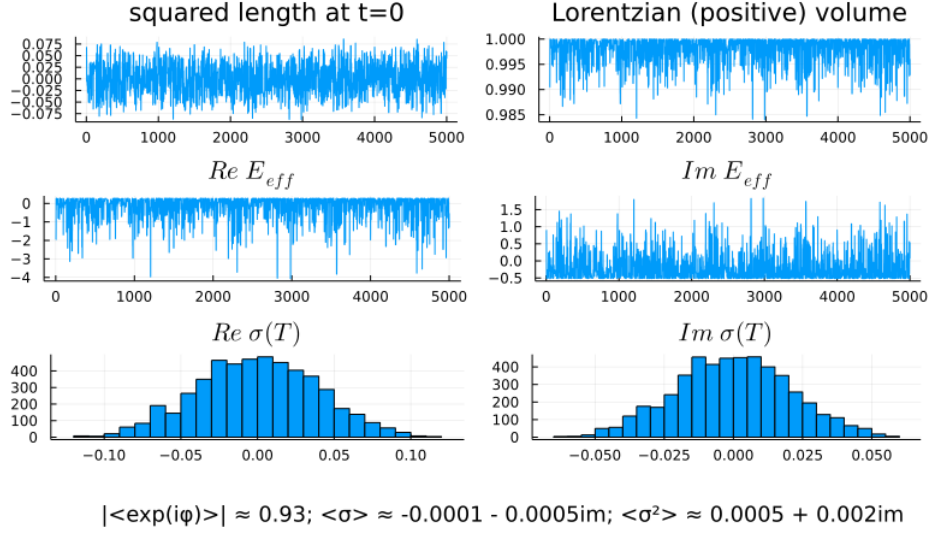 squared length at t=0
Lorentzian (positive) volume
0.075
0.050
0.025
0.000
−0.025
−0.050
−0.075
0 1000 2000 3000 4000 5000
1.000
0.995
0.990
0.985
0 1000 2000 3000 4000 5000
Re E_eff
Im E_eff
0
−1
−2
−3
−4
0 1000 2000 3000 4000 5000
1.5
1.0
0.5
0.0
−0.5
0 1000 2000 3000 4000 5000
Re σ(T)
Im σ(T)
400
300
200
100
0
−0.10 −0.05 0.00 0.05 0.10
400
300
200
100
0
−0.050 −0.025 0.000 0.025 0.050
|<exp(iφ)>| ≈ 0.93; <σ> ≈ -0.0001 - 0.0005im; <σ²> ≈ 0.0005 + 0.002im